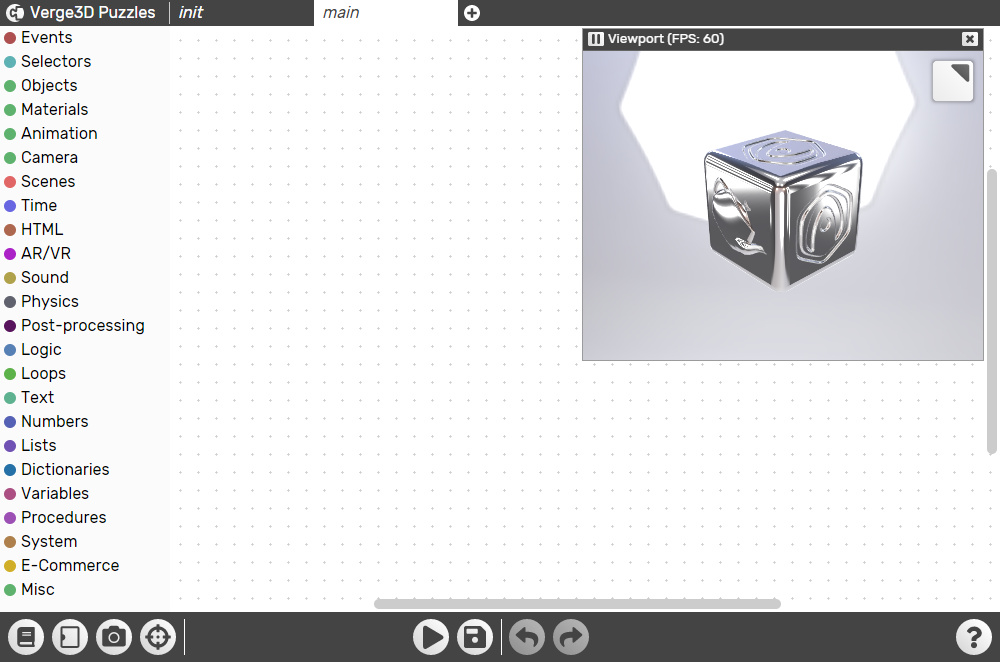 Verge3D Puzzles
init
main
Events
Selectors
Objects
Materials
Animation
Camera
Scenes
Time
HTML
AR/VR
Sound
Physics
Post-processing
Logic
Loops
Text
Numbers
Lists
Dictionaries
Variables
Procedures
System
E-Commerce
Misc
Viewport (FPS: 60)
?